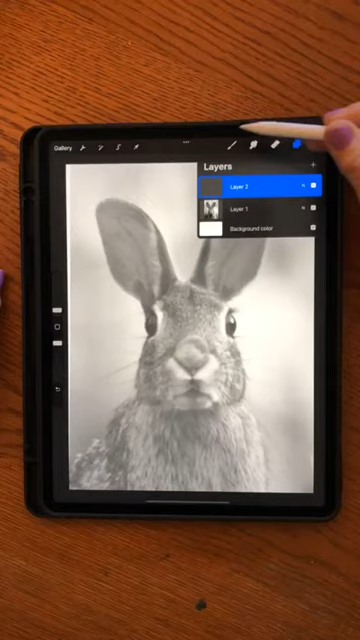 Gallery
Layers
Layer 2
N
Layer 1
N
Background color